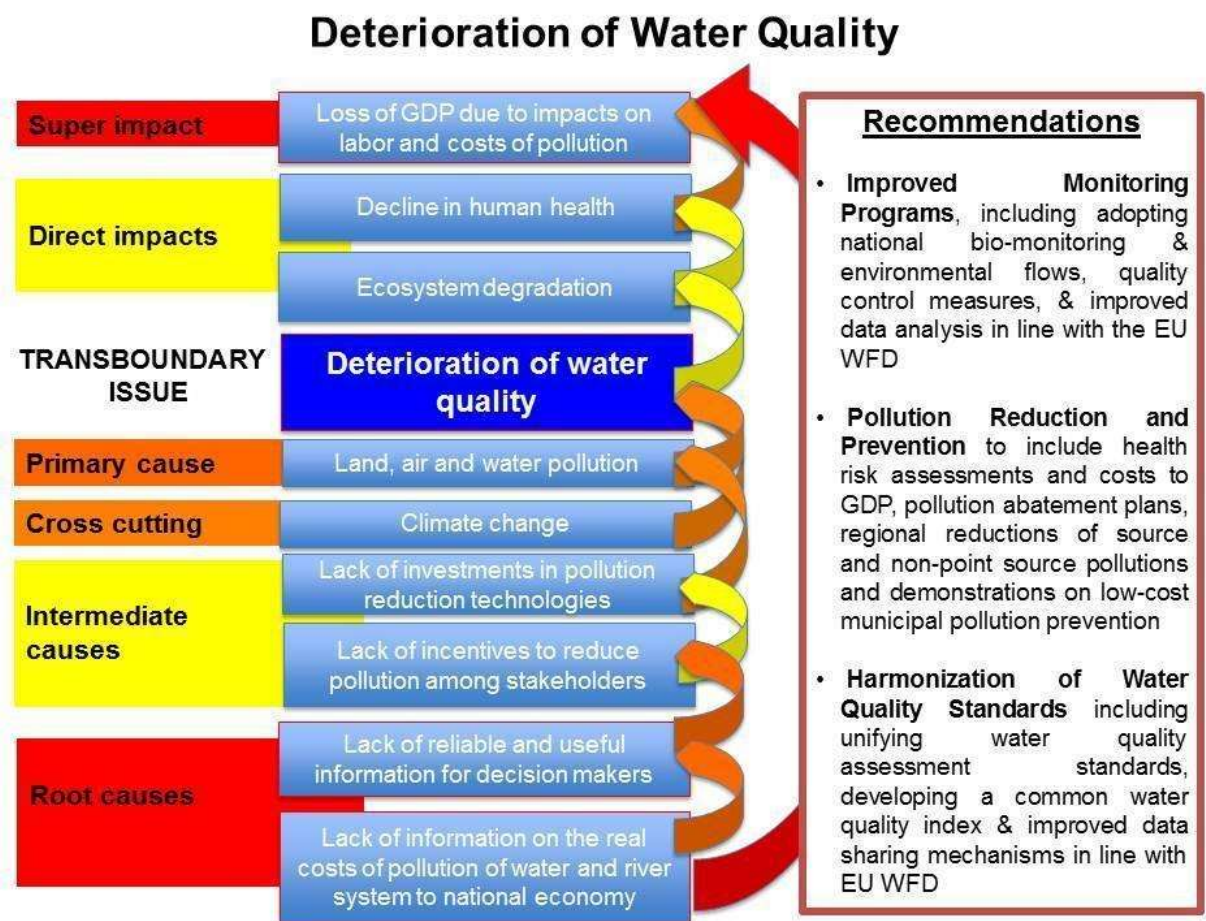 Deterioration of Water Quality
Super impact
Loss of GDP due to impacts on
labor and costs of pollution
Direct impacts
Decline in human health
Ecosystem degradation
TRANSBOUNDARY
ISSUE
Deterioration of water
quality
Primary cause
Land, air and water pollution
Cross cutting
Climate change
Intermediate
causes
Lack of investments in pollution
reduction technologies
Lack of incentives to reduce
pollution among stakeholders
Root causes
Lack of reliable and useful
information for decision makers
Lack of information on the real
costs of pollution of water and river
system to national economy
Recommendations
• Improved Monitoring
Programs, including adopting
national bio-monitoring &
environmental flows, quality
control measures, & improved
data analysis in line with the EU
WFD
• Pollution Reduction and
Prevention to include health
risk assessments and costs to
GDP, pollution abatement plans,
regional reductions of source
and non-point source pollutions
and demonstrations on low-cost
municipal pollution prevention
• Harmonization of Water
Quality Standards including
unifying water quality
assessment standards,
developing a common water
quality index & improved data
sharing mechanisms in line with
EU WFD